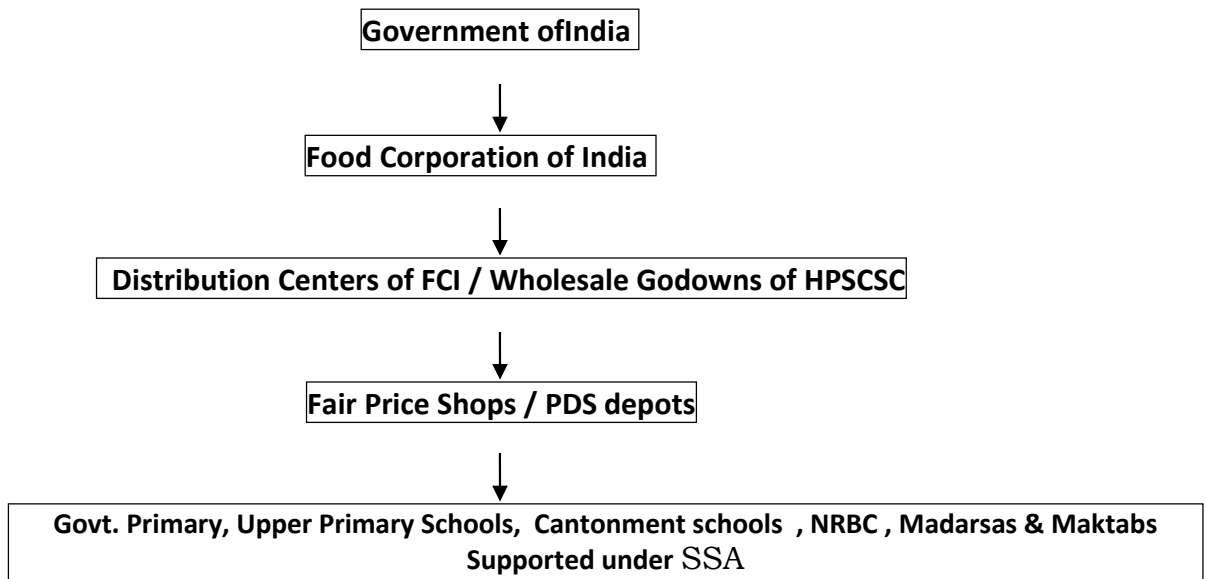 Government ofIndia
Food Corporation of India
Distribution Centers of FCI / Wholesale Godowns of HPSCSC
Fair Price Shops / PDS depots
Govt. Primary, Upper Primary Schools,  Cantonment schools , NRBC , Madarsas & Maktabs
Supported under SSA